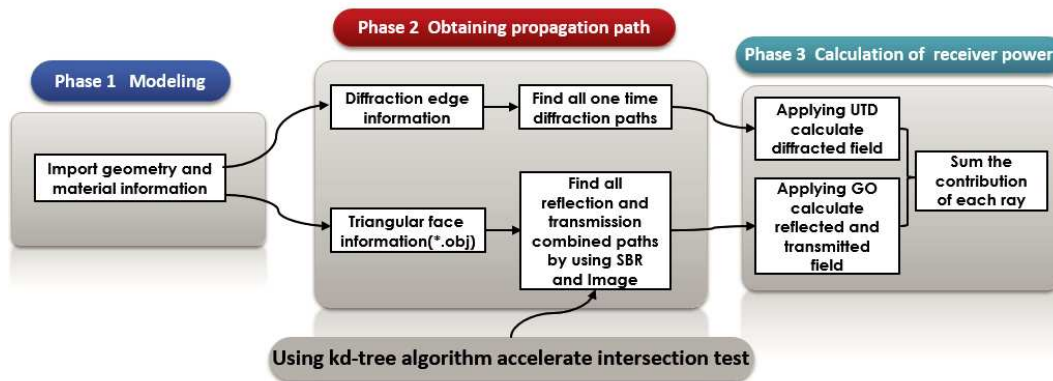 Phase 1 Modeling
Import geometry and
material information
Phase 2 Obtaining propagation path
Diffraction edge
information
Find all one time
diffraction paths
Triangular face
information(*.obj)
Find all
reflection and
transmission
combined paths
by using SBR
and Image
Using kd-tree algorithm accelerate intersection test
Phase 3 Calculation of receiver power
Applying UTD
calculate
diffracted field
Applying GO
calculate
reflected and
transmitted
field
Sum the
contribution
of each ray